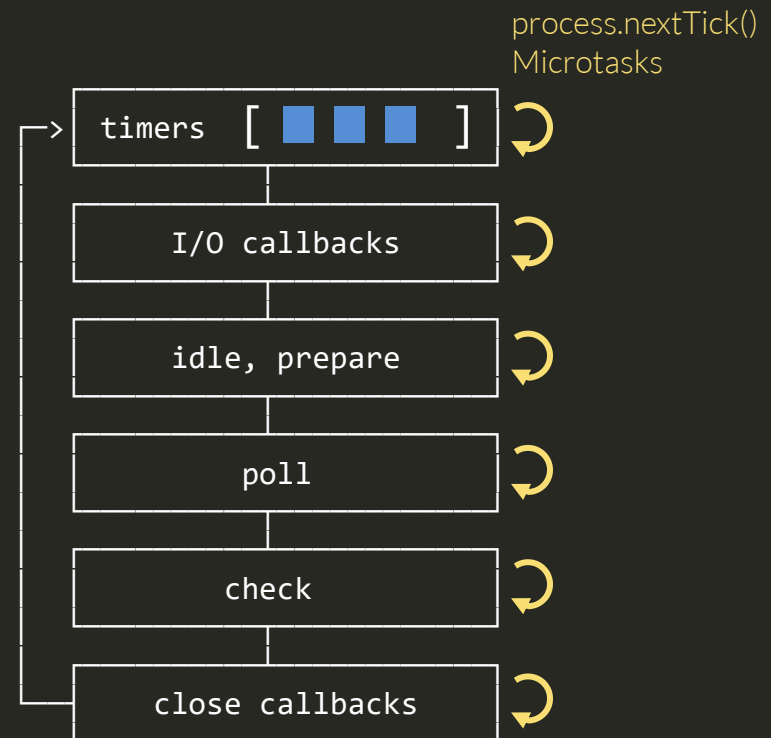 process.nextTick()
Microtasks
timers [ ]
I/O callbacks
idle, prepare
poll
check
close callbacks